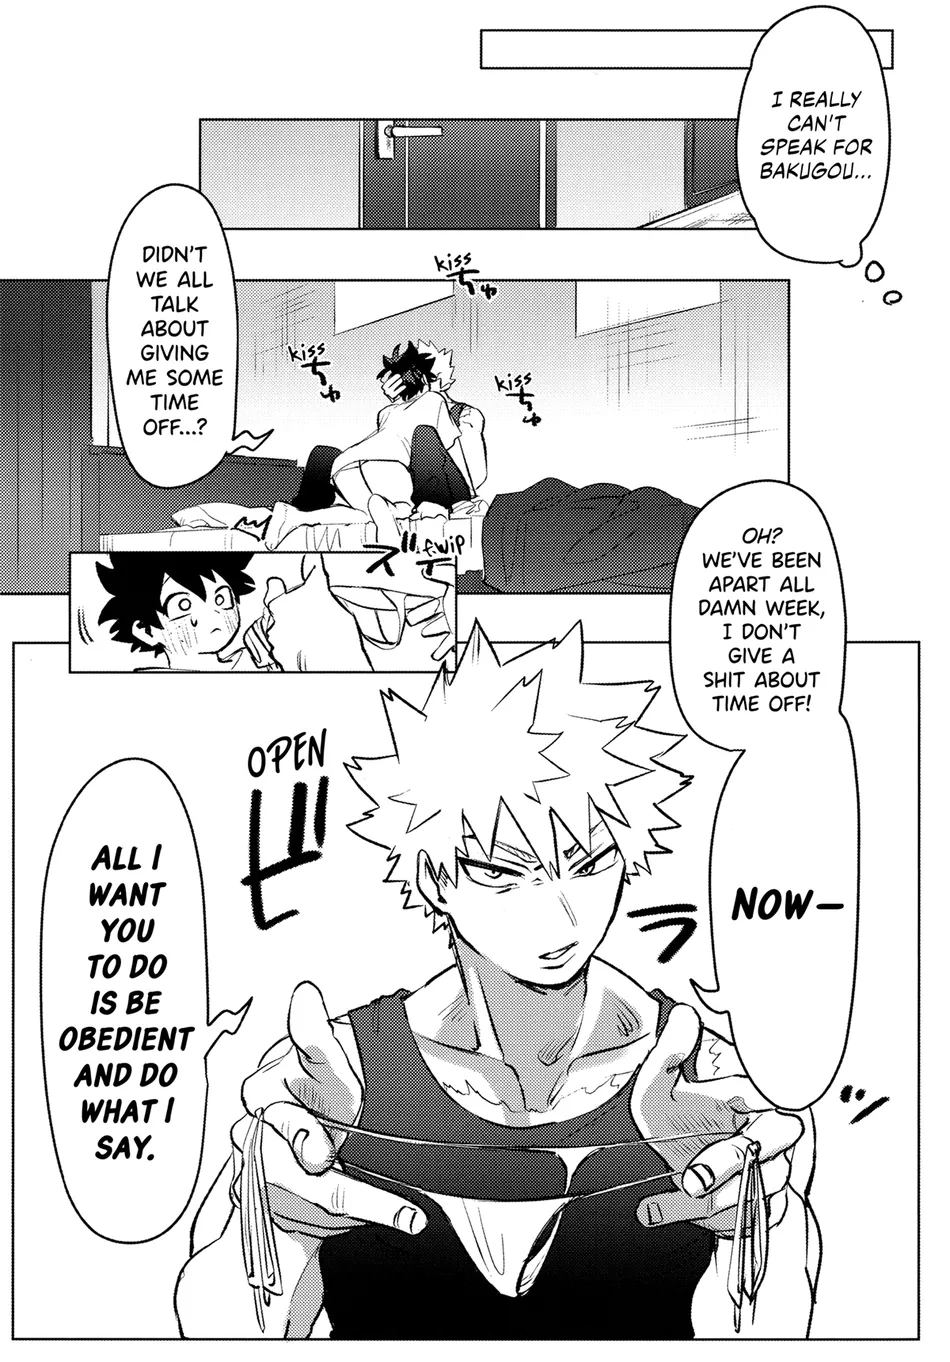 I REALLY
CAN'T
SPEAK FOR
BAKUGOU...
DIDN'T
WE ALL
TALK
ABOUT
GIVING
ME SOME
TIME
OFF...?
kiss
ちゅ
kiss
ちゅ
kiss
ちゅ
fwip
OH?
WE'VE BEEN
APART ALL
DAMN WEEK,
I DON'T
GIVE A
SHIT ABOUT
TIME OFF!
NOW—
OPEN
ビ
ラ
ALL I
WANT
YOU
TO DO
IS BE
OBEDIENT
AND DO
WHAT I
SAY.